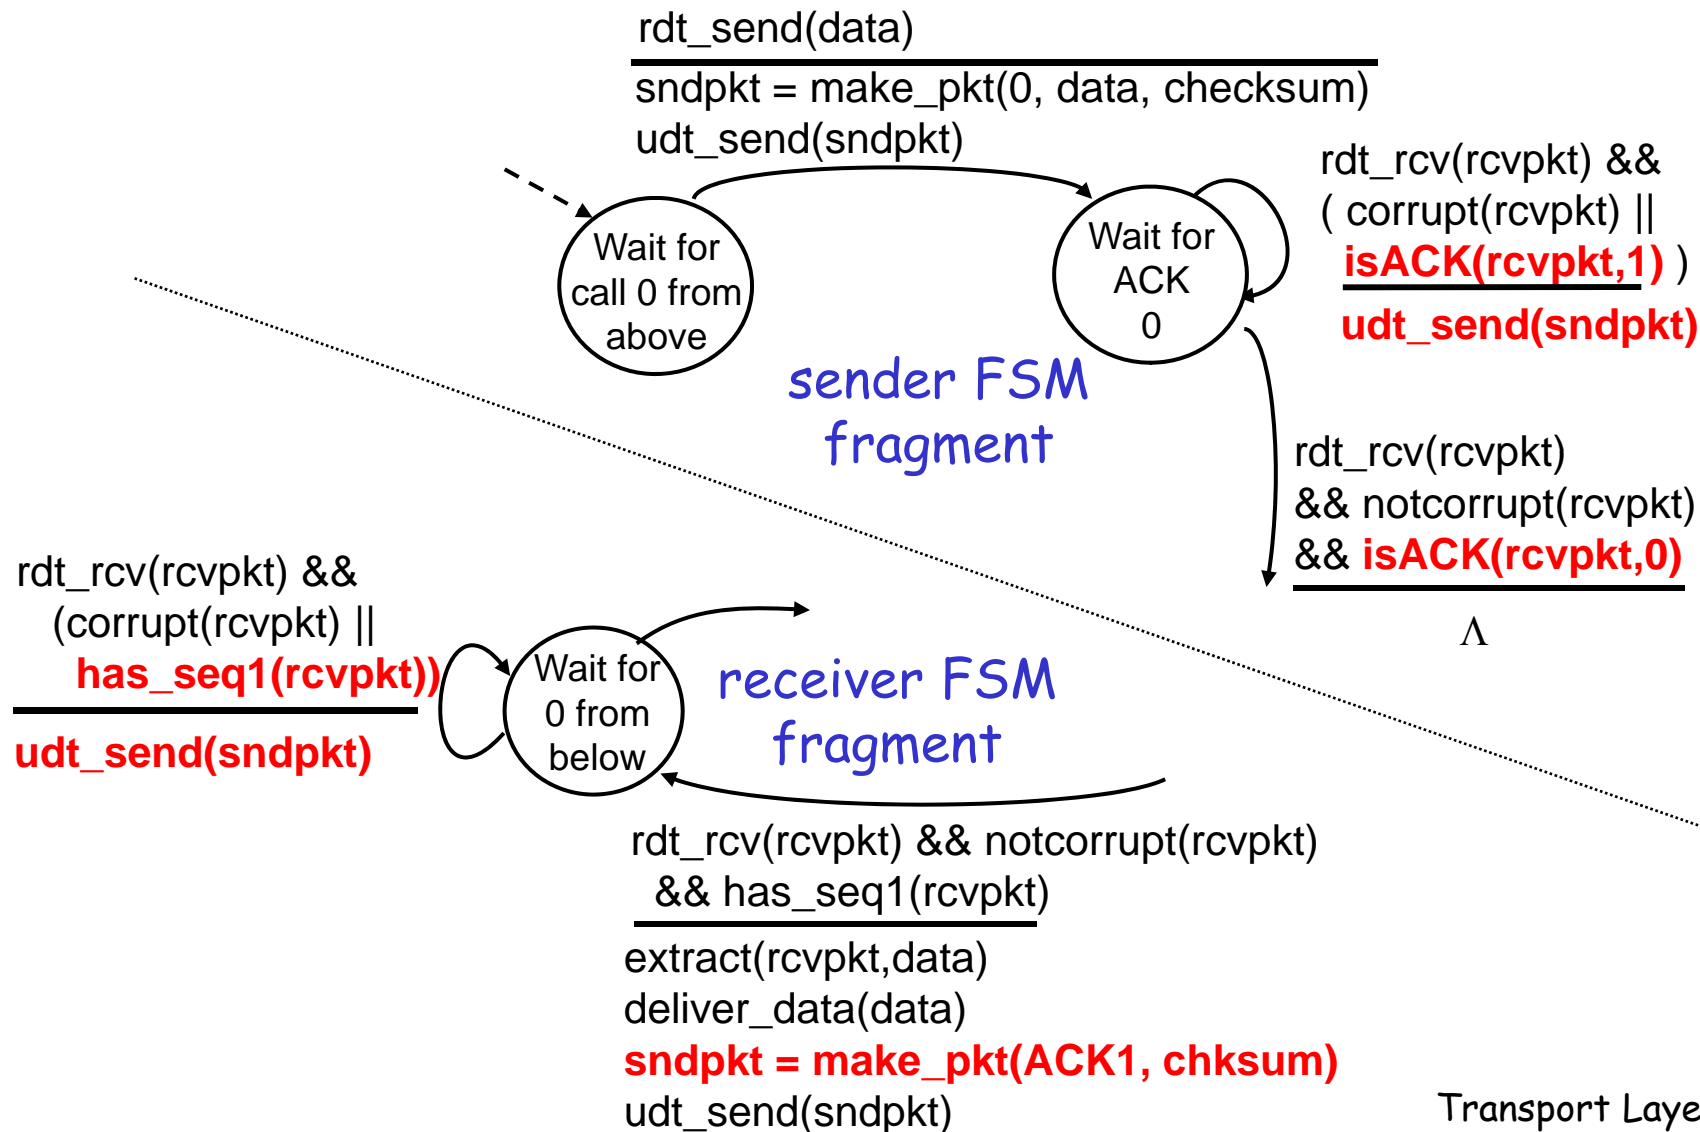 rdt_send(data)
sndpkt = make_pkt(0, data, checksum)
udt_send(sndpkt)
rdt_rcv(rcvpkt) &&
( corrupt(rcvpkt) ||
isACK(rcvpkt,1) )
udt_send(sndpkt)
Wait for
call 0 from
above
Wait for
ACK
0
sender FSM
fragment
rdt_rcv(rcvpkt)
&& notcorrupt(rcvpkt)
&& isACK(rcvpkt,0)
Λ
rdt_rcv(rcvpkt) &&
(corrupt(rcvpkt) ||
has_seq1(rcvpkt))
udt_send(sndpkt)
Wait for
0 from
below
receiver FSM
fragment
rdt_rcv(rcvpkt) && notcorrupt(rcvpkt)
&& has_seq1(rcvpkt)
extract(rcvpkt,data)
deliver_data(data)
sndpkt = make_pkt(ACK1, chksum)
udt_send(sndpkt)
Transport Laye